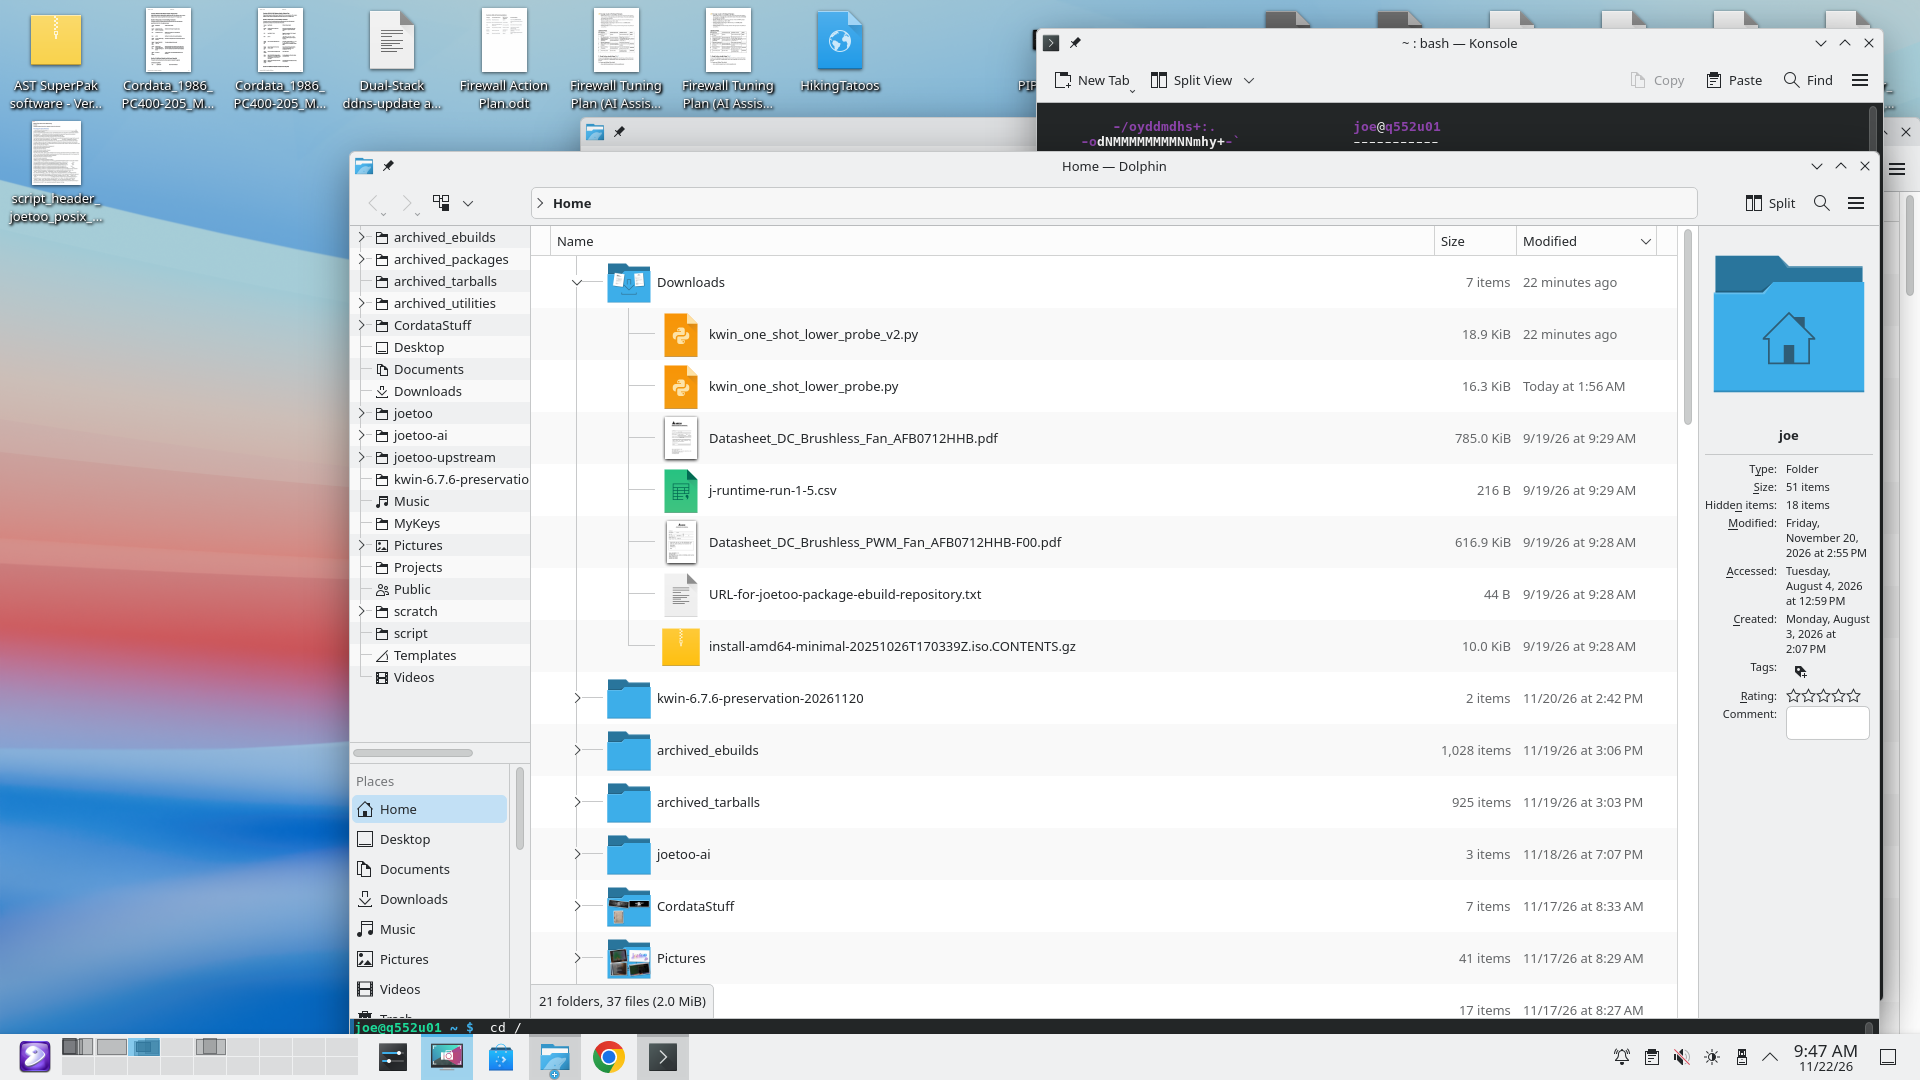 AST SuperPak
software - Ver...
Cordata_1986_
PC400-205_M...
Cordata_1986_
PC400-205_M...
Dual-Stack
ddns-update a...
Firewall Action
Plan.odt
Firewall Tuning
Plan (AI Assis...
Firewall Tuning
Plan (AI Assis...
HikingTatoos
script_header_
joetoo_posix_...
~ : bash — Konsole
New Tab
Split View
Copy
Paste
Find
-/oyddmdhs+:.
joe@q552u01
-odNMMMMMMMMNNmhy+-`
-----------
Home — Dolphin
Home
Split
archived_ebuilds
archived_packages
archived_tarballs
archived_utilities
CordataStuff
Desktop
Documents
Downloads
joetoo
joetoo-ai
joetoo-upstream
kwin-6.7.6-preservatio
Music
MyKeys
Pictures
Projects
Public
scratch
script
Templates
Videos
Places
Home
Desktop
Documents
Downloads
Music
Pictures
Videos
Name Size Modified
Downloads 7 items 22 minutes ago
kwin_one_shot_lower_probe_v2.py 18.9 KiB 22 minutes ago
kwin_one_shot_lower_probe.py 16.3 KiB Today at 1:56 AM
Datasheet_DC_Brushless_Fan_AFB0712HHB.pdf 785.0 KiB 9/19/26 at 9:29 AM
j-runtime-run-1-5.csv 216 B 9/19/26 at 9:29 AM
Datasheet_DC_Brushless_PWM_Fan_AFB0712HHB-F00.pdf 616.9 KiB 9/19/26 at 9:28 AM
URL-for-joetoo-package-ebuild-repository.txt 44 B 9/19/26 at 9:28 AM
install-amd64-minimal-20251026T170339Z.iso.CONTENTS.gz 10.0 KiB 9/19/26 at 9:28 AM
kwin-6.7.6-preservation-20261120 2 items 11/20/26 at 2:42 PM
archived_ebuilds 1,028 items 11/19/26 at 3:06 PM
archived_tarballs 925 items 11/19/26 at 3:03 PM
joetoo-ai 3 items 11/18/26 at 7:07 PM
CordataStuff 7 items 11/17/26 at 8:33 AM
Pictures 41 items 11/17/26 at 8:29 AM
17 items 11/17/26 at 8:27 AM
21 folders, 37 files (2.0 MiB)
joe
Type: Folder
Size: 51 items
Hidden items: 18 items
Modified: Friday,
November 20,
2026 at 2:55 PM
Accessed: Tuesday,
August 4, 2026
at 12:59 PM
Created: Monday, August
3, 2026 at
2:07 PM
Tags:
Rating:
Comment:
joe@q552u01 ~ $ cd /
9:47 AM
11/22/26